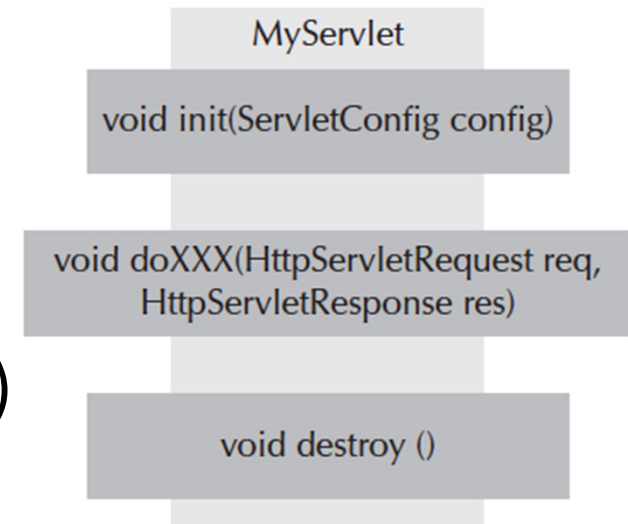 MyServlet
void init(ServletConfig config)
void doXXX(HttpServletRequest req,
HttpServletResponse res)
)
void destroy ()